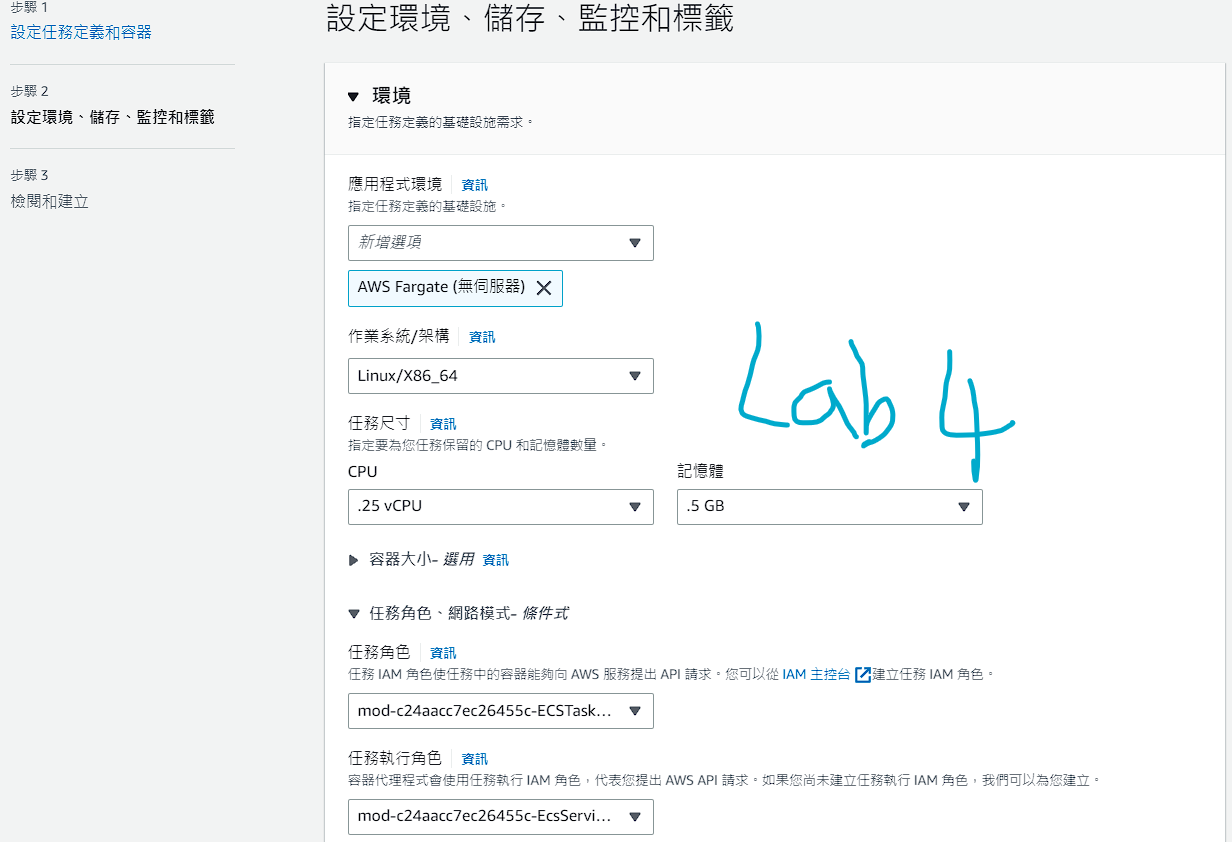 步驟 1
設定任務定義和容器
步驟 2
設定環境、儲存、監控和標籤
步驟 3
檢閱和建立
設定環境、儲存、監控和標籤
環境
指定任務定義的基礎設施需求。
應用程式環境 資訊
指定任務定義的基礎設施。
新增選項
AWS Fargate (無伺服器)
作業系統/架構 資訊
Linux/X86_64
Lab 4
任務尺寸 資訊
指定要為您任務保留的 CPU 和記憶體數量。
CPU 記憶體
.25 vCPU .5 GB
容器大小- 選用 資訊
任務角色、網路模式- 條件式
任務角色 資訊
任務 IAM 角色使任務中的容器能夠向 AWS 服務提出 API 請求。您可以從 IAM 主控台 建立任務 IAM 角色。
mod-c24aacc7ec26455c-ECSTask...
任務執行角色 資訊
容器代理程式會使用任務執行 IAM 角色，代表您提出 AWS API 請求。如果您尚未建立任務執行 IAM 角色，我們可以為您建立。
mod-c24aacc7ec26455c-EcsServi...